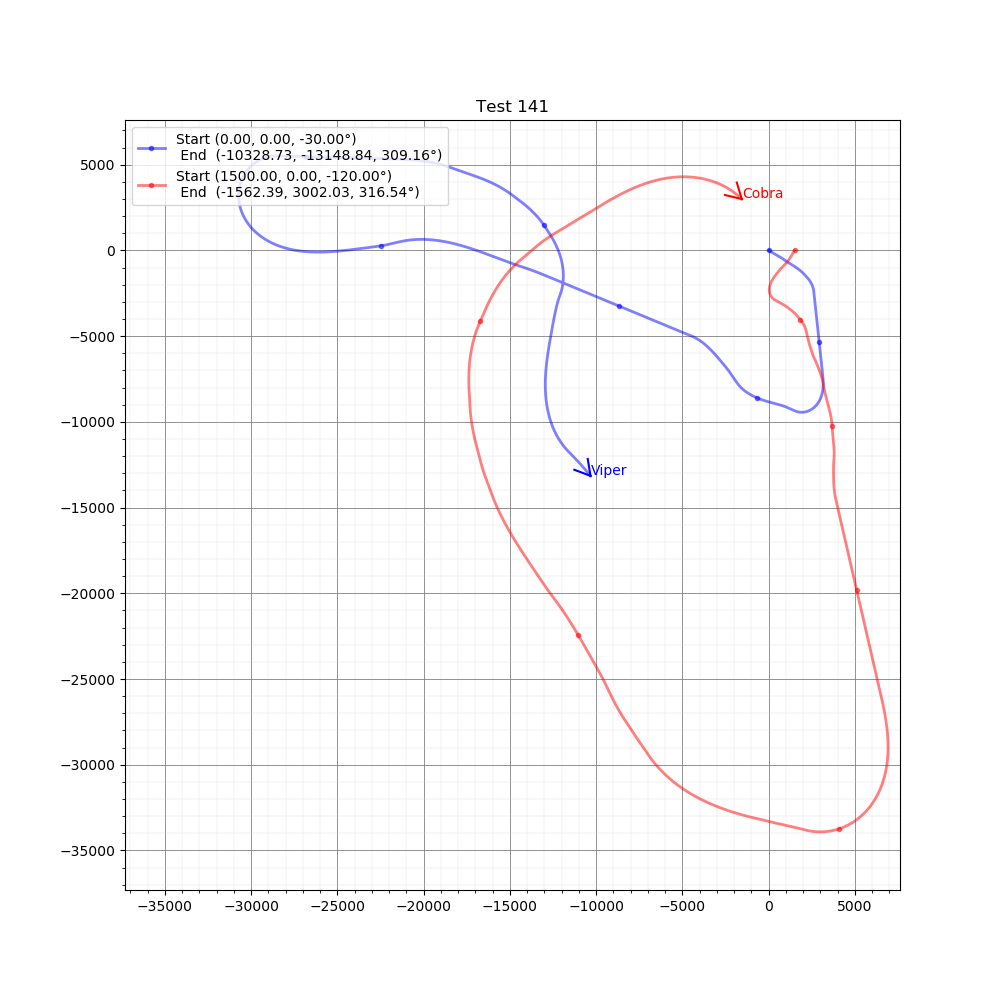 Test 141
Start (0.00, 0.00, -30.00°)
End (-10328.73, -13148.84, 309.16°)
Start (1500.00, 0.00, -120.00°)
End (-1562.39, 3002.03, 316.54°)
Cobra
Viper
5000
0
−5000
−10000
−15000
−20000
−25000
−30000
−35000
−35000 −30000 −25000 −20000 −15000 −10000 −5000 0 5000